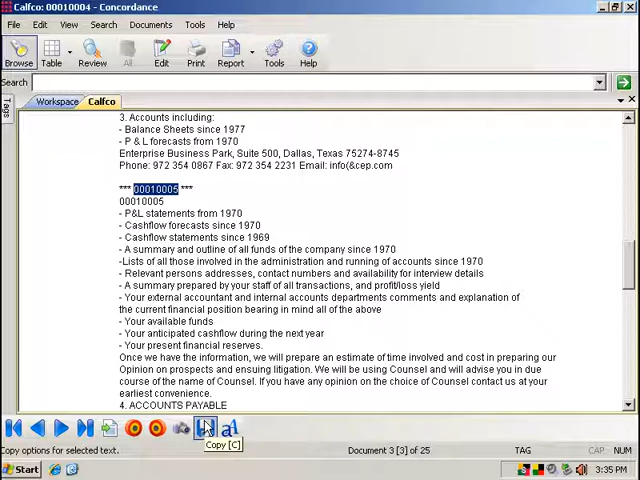 Calfco: 00010004 - Concordance
File Edit View Search Documents Tools Help
Browse Table All Review Edit Print Report Tools Help
Search
Workspace Calfco
Tags
3. Accounts including:
- Balance Sheets since 1977
- P & L forecasts from 1970
Enterprise Business Park, Suite 500, Dallas, Texas 75274-8745
Phone: 972 354 0867 Fax: 972 354 2231 Email: info(&cep.com
*** 00010005 ***
00010005
- P&L statements from 1970
- Cashflow forecasts since 1970
- Cashflow statements since 1969
- A summary and outline of all funds of the company since 1970
-Lists of all those involved in the administration and running of accounts since 1970
- Relevant persons addresses, contact numbers and availability for interview details
- A summary prepared by your staff of all transactions, and profit/loss yield
- Your external accountant and internal accounts departments comments and explanation of
the current financial position bearing in mind all of the above
- Your available funds
- Your anticipated cashflow during the next year
- Your present financial reserves.
Once we have the information, we will prepare an estimate of time involved and cost in preparing our
Opinion on prospects and ensuing litigation. We will be using Counsel and will advise you in due
course of the name of Counsel. If you have any opinion on the choice of Counsel contact us at your
earliest convenience.
4. ACCOUNTS PAYABLE
Copy [C]
Copy options for selected text.
Document 3 [3] of 25
TAG
CAP NUM
Start
3:35 PM